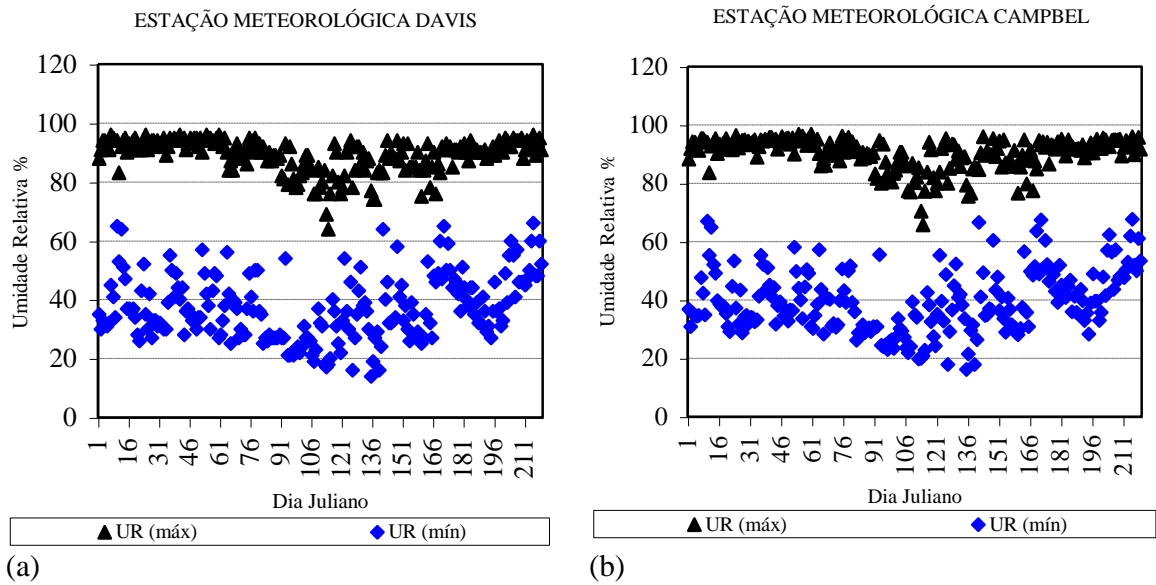 ESTAÇÃO METEOROLÓGICA DAVIS
Umidade Relativa %
120
100
80
60
40
20
0
1 16 31 46 61 76 91 106 121 136 151 166 181 196 211
Dia Juliano
UR (máx) UR (mín)
(a)
ESTAÇÃO METEOROLÓGICA CAMPBEL
Umidade Relativa %
120
100
80
60
40
20
0
1 16 31 46 61 76 91 106 121 136 151 166 181 196 211
Dia Juliano
UR (máx) UR (mín)
(b)